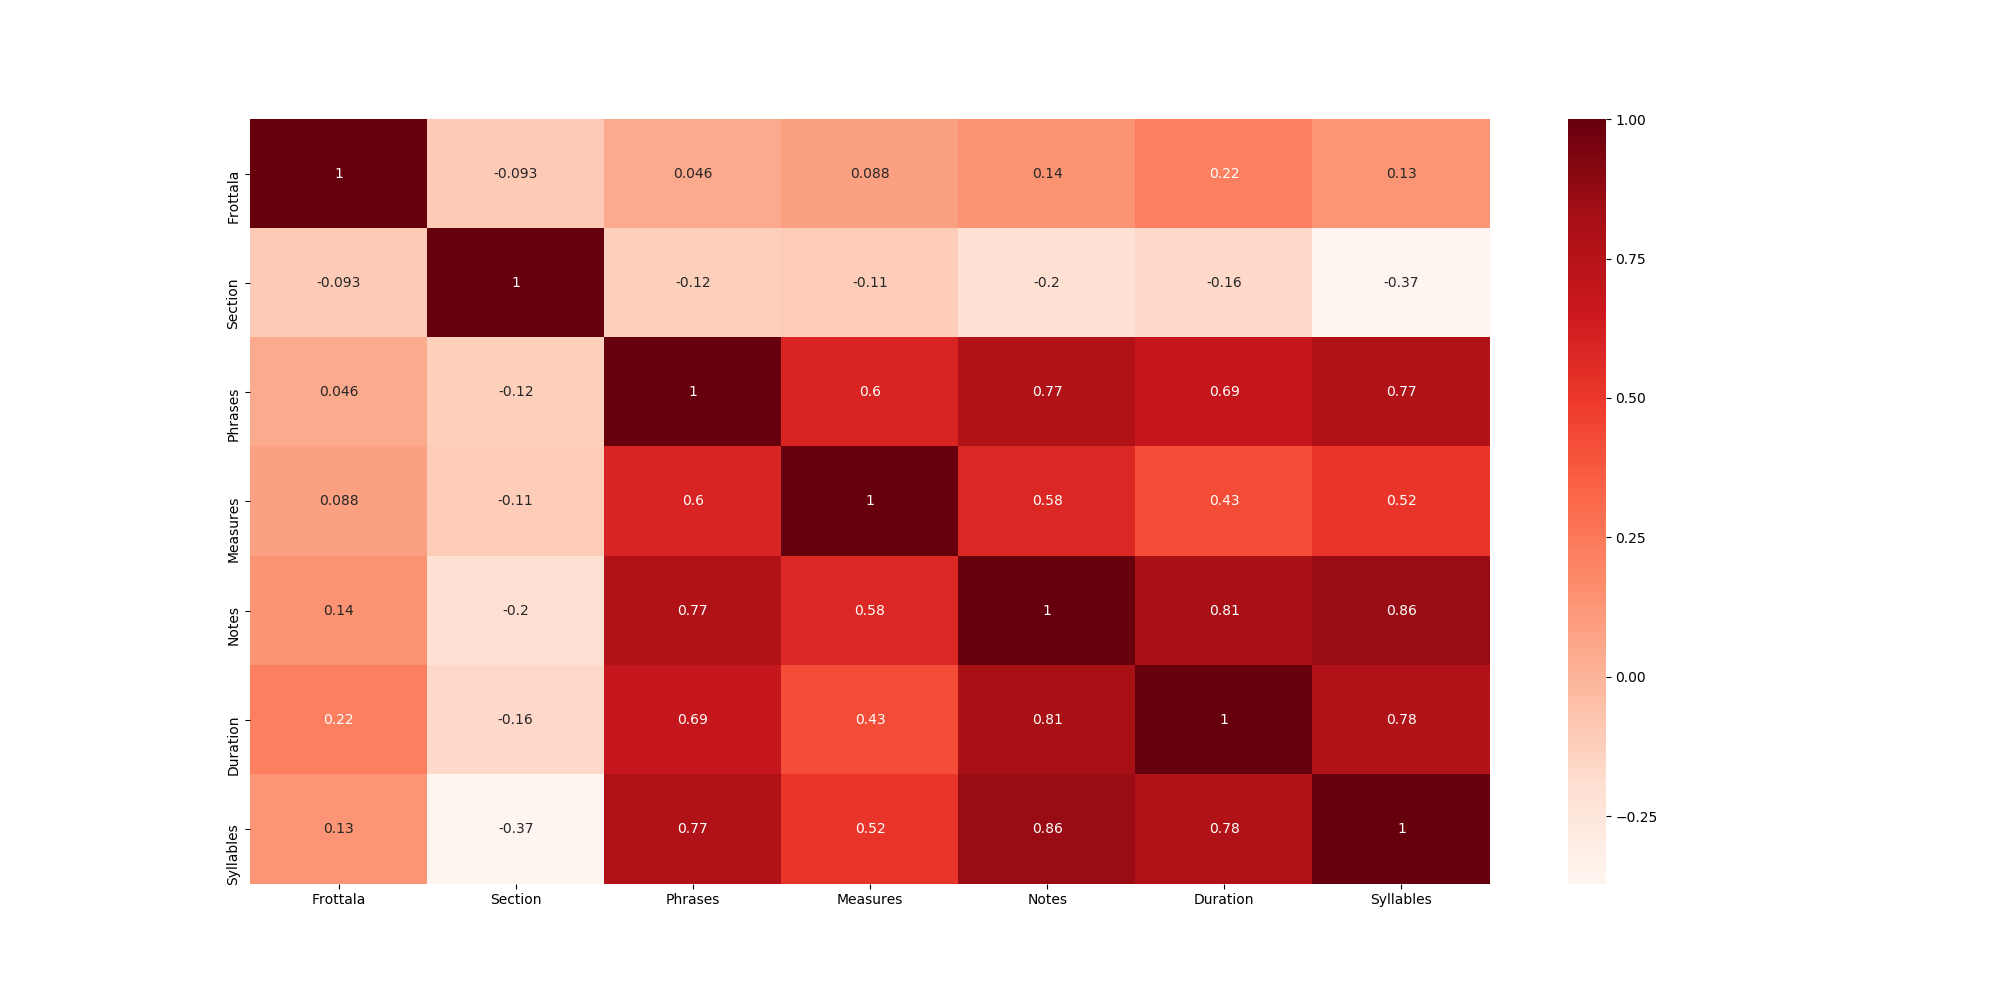 1.00
Frottala 1 -0.093 0.046 0.088 0.14 0.22 0.13
0.75
Section -0.093 1 -0.12 -0.11 -0.2 -0.16 -0.37
Phrases 0.046 -0.12 1 0.6 0.77 0.69 0.77
0.50
Measures 0.088 -0.11 0.6 1 0.58 0.43 0.52
0.25
Notes 0.14 -0.2 0.77 0.58 1 0.81 0.86
0.00
Duration 0.22 -0.16 0.69 0.43 0.81 1 0.78
−0.25
Syllables 0.13 -0.37 0.77 0.52 0.86 0.78 1
Frottala Section Phrases Measures Notes Duration Syllables